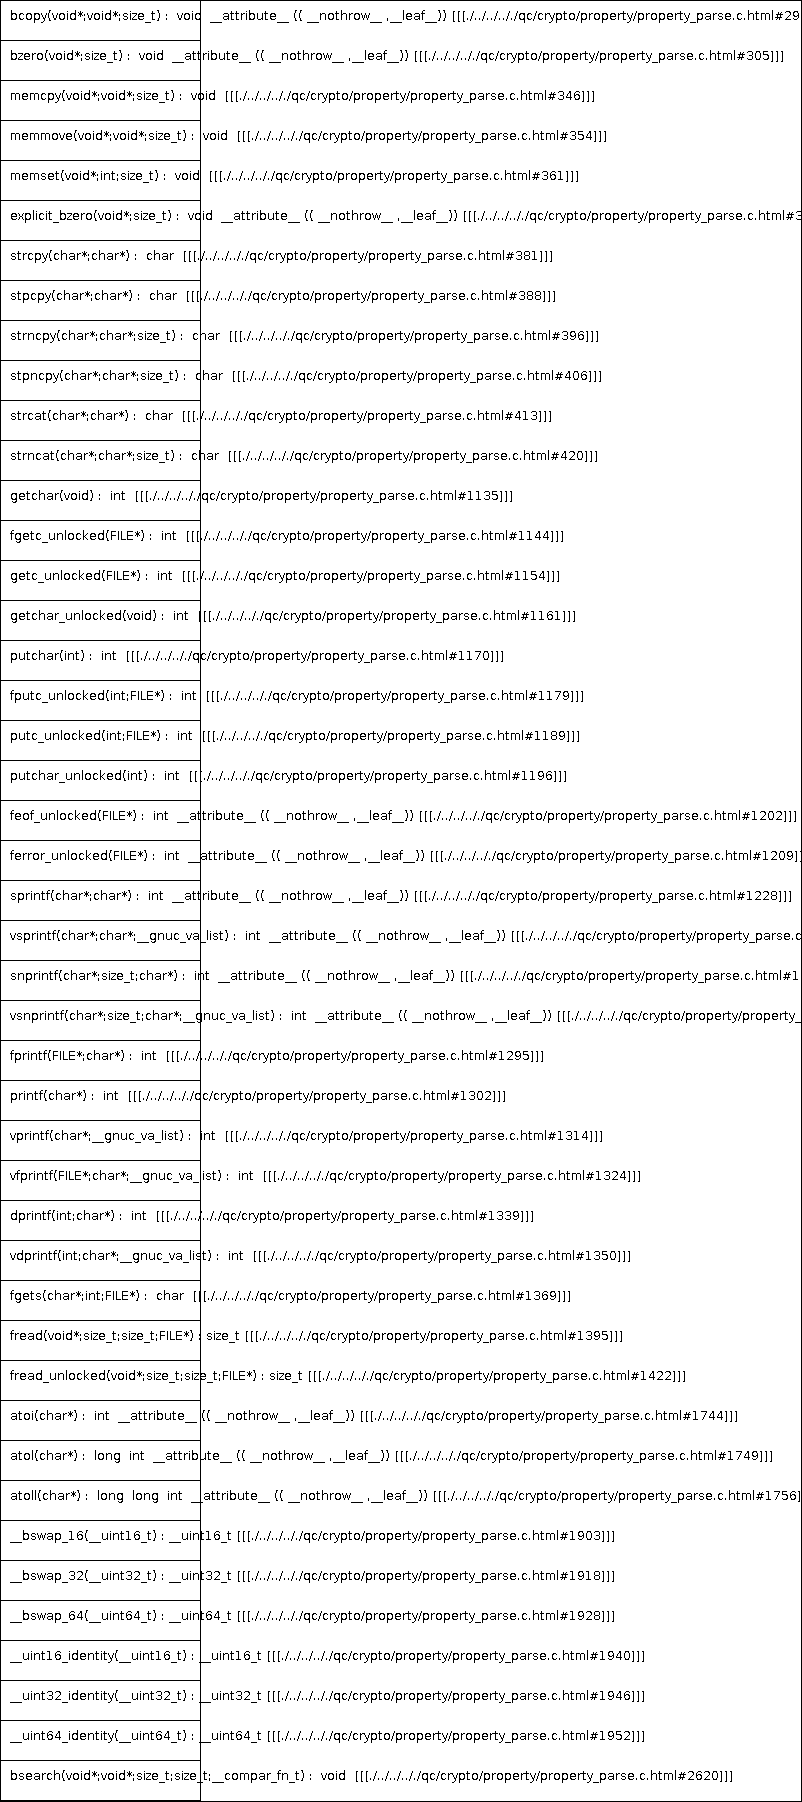 bcopy(void*;void*;size_t) : void __attribute__ (( __nothrow__ ,__leaf__)) [[[./../../../../qc/crypto/property/property_parse.c.html#29
bzero(void*;size_t) : void __attribute__ (( __nothrow__ ,__leaf__)) [[[./../../../../qc/crypto/property/property_parse.c.html#305]]]
memcpy(void*;void*;size_t) : void [[[./../../../../qc/crypto/property/property_parse.c.html#346]]]
memmove(void*;void*;size_t) : void [[[./../../../../qc/crypto/property/property_parse.c.html#354]]]
memset(void*;int;size_t) : void [[[./../../../../qc/crypto/property/property_parse.c.html#361]]]
explicit_bzero(void*;size_t) : void __attribute__ (( __nothrow__ ,__leaf__)) [[[./../../../../qc/crypto/property/property_parse.c.html#3
strcpy(char*;char*) : char [[[./../../../../qc/crypto/property/property_parse.c.html#381]]]
stpcpy(char*;char*) : char [[[./../../../../qc/crypto/property/property_parse.c.html#388]]]
strncpy(char*;char*;size_t) : char [[[./../../../../qc/crypto/property/property_parse.c.html#396]]]
stpncpy(char*;char*;size_t) : char [[[./../../../../qc/crypto/property/property_parse.c.html#406]]]
strcat(char*;char*) : char [[[./../../../../qc/crypto/property/property_parse.c.html#413]]]
strncat(char*;char*;size_t) : char [[[./../../../../qc/crypto/property/property_parse.c.html#420]]]
getchar(void) : int [[[./../../../../qc/crypto/property/property_parse.c.html#1135]]]
fgetc_unlocked(FILE*) : int [[[./../../../../qc/crypto/property/property_parse.c.html#1144]]]
getc_unlocked(FILE*) : int [[[./../../../../qc/crypto/property/property_parse.c.html#1154]]]
getchar_unlocked(void) : int [[[./../../../../qc/crypto/property/property_parse.c.html#1161]]]
putchar(int) : int [[[./../../../../qc/crypto/property/property_parse.c.html#1170]]]
fputc_unlocked(int;FILE*) : int [[[./../../../../qc/crypto/property/property_parse.c.html#1179]]]
putc_unlocked(int;FILE*) : int [[[./../../../../qc/crypto/property/property_parse.c.html#1189]]]
putchar_unlocked(int) : int [[[./../../../../qc/crypto/property/property_parse.c.html#1196]]]
feof_unlocked(FILE*) : int __attribute__ (( __nothrow__ ,__leaf__)) [[[./../../../../qc/crypto/property/property_parse.c.html#1202]]]
ferror_unlocked(FILE*) : int __attribute__ (( __nothrow__ ,__leaf__)) [[[./../../../../qc/crypto/property/property_parse.c.html#1209]]
sprintf(char*;char*) : int __attribute__ (( __nothrow__ ,__leaf__)) [[[./../../../../qc/crypto/property/property_parse.c.html#1228]]]
vsprintf(char*;char*;__gnuc_va_list) : int __attribute__ (( __nothrow__ ,__leaf__)) [[[./../../../../qc/crypto/property/property_parse.c
snprintf(char*;size_t;char*) : int __attribute__ (( __nothrow__ ,__leaf__)) [[[./../../../../qc/crypto/property/property_parse.c.html#1
vsnprintf(char*;size_t;char*;__gnuc_va_list) : int __attribute__ (( __nothrow__ ,__leaf__)) [[[./../../../../qc/crypto/property/property_
fprintf(FILE*;char*) : int [[[./../../../../qc/crypto/property/property_parse.c.html#1295]]]
printf(char*) : int [[[./../../../../qc/crypto/property/property_parse.c.html#1302]]]
vprintf(char*;__gnuc_va_list) : int [[[./../../../../qc/crypto/property/property_parse.c.html#1314]]]
vfprintf(FILE*;char*;__gnuc_va_list) : int [[[./../../../../qc/crypto/property/property_parse.c.html#1324]]]
dprintf(int;char*) : int [[[./../../../../qc/crypto/property/property_parse.c.html#1339]]]
vdprintf(int;char*;__gnuc_va_list) : int [[[./../../../../qc/crypto/property/property_parse.c.html#1350]]]
fgets(char*;int;FILE*) : char [[[./../../../../qc/crypto/property/property_parse.c.html#1369]]]
fread(void*;size_t;size_t;FILE*) : size_t [[[./../../../../qc/crypto/property/property_parse.c.html#1395]]]
fread_unlocked(void*;size_t;size_t;FILE*) : size_t [[[./../../../../qc/crypto/property/property_parse.c.html#1422]]]
atoi(char*) : int __attribute__ (( __nothrow__ ,__leaf__)) [[[./../../../../qc/crypto/property/property_parse.c.html#1744]]]
atol(char*) : long int __attribute__ (( __nothrow__ ,__leaf__)) [[[./../../../../qc/crypto/property/property_parse.c.html#1749]]]
atoll(char*) : long long int __attribute__ (( __nothrow__ ,__leaf__)) [[[./../../../../qc/crypto/property/property_parse.c.html#1756]
__bswap_16(__uint16_t) : __uint16_t [[[./../../../../qc/crypto/property/property_parse.c.html#1903]]]
__bswap_32(__uint32_t) : __uint32_t [[[./../../../../qc/crypto/property/property_parse.c.html#1918]]]
__bswap_64(__uint64_t) : __uint64_t [[[./../../../../qc/crypto/property/property_parse.c.html#1928]]]
__uint16_identity(__uint16_t) : __uint16_t [[[./../../../../qc/crypto/property/property_parse.c.html#1940]]]
__uint32_identity(__uint32_t) : __uint32_t [[[./../../../../qc/crypto/property/property_parse.c.html#1946]]]
__uint64_identity(__uint64_t) : __uint64_t [[[./../../../../qc/crypto/property/property_parse.c.html#1952]]]
bsearch(void*;void*;size_t;size_t;__compar_fn_t) : void [[[./../../../../qc/crypto/property/property_parse.c.html#2620]]]